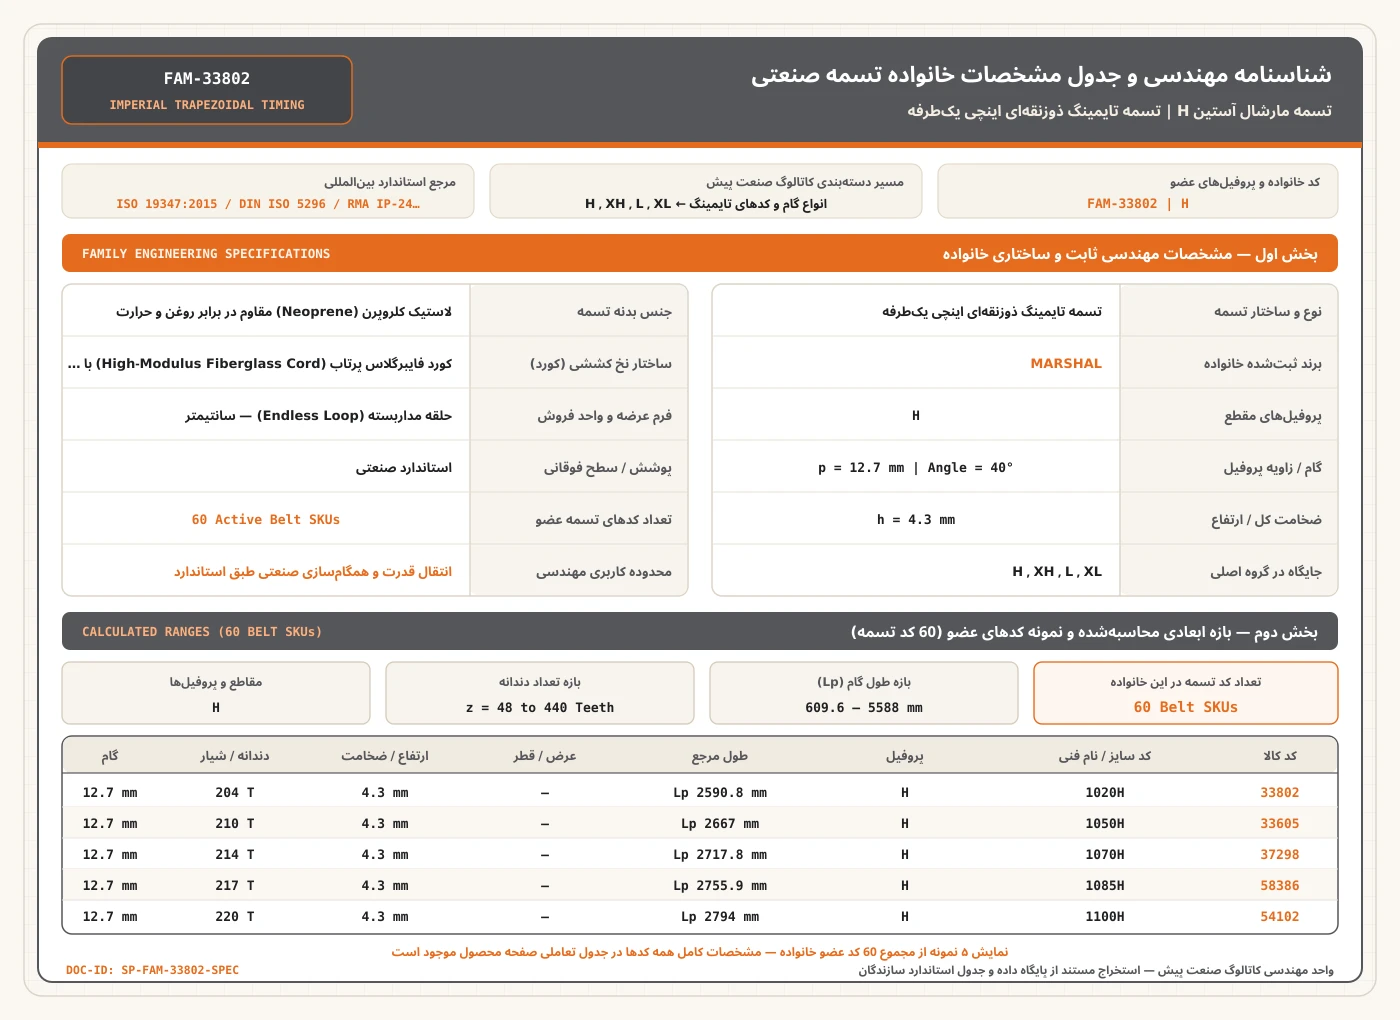 شناسنامه مهندسی و جدول مشخصات خانواده تسمه صنعتی
تسمه مارشال آستین H | تسمه تایمینگ ذوزنقه‌ای اینچی یک‌طرفه
FAM-33802
IMPERIAL TRAPEZOIDAL TIMING
کد خانواده و پروفیل‌های عضو
FAM-33802 | H
مسیر دسته‌بندی کاتالوگ صنعت پیش
انواع گام و کدهای تایمینگ ← H , XH , L , XL
مرجع استاندارد بین‌المللی
ISO 19347:2015 / DIN ISO 5296 / RMA IP-24…
بخش اول — مشخصات مهندسی ثابت و ساختاری خانواده
FAMILY ENGINEERING SPECIFICATIONS
نوع و ساختار تسمه
تسمه تایمینگ ذوزنقه‌ای اینچی یک‌طرفه
برند ثبت‌شده خانواده
MARSHAL
پروفیل‌های مقطع
H
گام / زاویه پروفیل
p = 12.7 mm | Angle = 40°
ضخامت کل / ارتفاع
h = 4.3 mm
جایگاه در گروه اصلی
H , XH , L , XL
جنس بدنه تسمه
لاستیک کلروپرن (Neoprene) مقاوم در برابر روغن و حرارت
ساختار نخ کششی (کورد)
کورد فایبرگلاس پرتاب (High-Modulus Fiberglass Cord) با ...
فرم عرضه و واحد فروش
حلقه مداربسته (Endless Loop) — سانتیمتر
پوشش / سطح فوقانی
استاندارد صنعتی
تعداد کدهای تسمه عضو
60 Active Belt SKUs
محدوده کاربری مهندسی
انتقال قدرت و همگام‌سازی صنعتی طبق استاندارد
بخش دوم — بازه ابعادی محاسبه‌شده و نمونه کدهای عضو (60 کد تسمه)
CALCULATED RANGES (60 BELT SKUs)
تعداد کد تسمه در این خانواده
60 Belt SKUs
بازه طول گام (Lp)
609.6 – 5588 mm
بازه تعداد دندانه
z = 48 to 440 Teeth
مقاطع و پروفیل‌ها
H
کد کالا | کد سایز / نام فنی | پروفیل | طول مرجع | عرض / قطر | ارتفاع / ضخامت | دندانه / شیار | گام
33802 | 1020H | H | Lp 2590.8 mm | – | 4.3 mm | 204 T | 12.7 mm
33605 | 1050H | H | Lp 2667 mm | – | 4.3 mm | 210 T | 12.7 mm
37298 | 1070H | H | Lp 2717.8 mm | – | 4.3 mm | 214 T | 12.7 mm
58386 | 1085H | H | Lp 2755.9 mm | – | 4.3 mm | 217 T | 12.7 mm
54102 | 1100H | H | Lp 2794 mm | – | 4.3 mm | 220 T | 12.7 mm
نمایش ۵ نمونه از مجموع 60 کد عضو خانواده — مشخصات کامل همه کدها در جدول تعاملی صفحه محصول موجود است
واحد مهندسی کاتالوگ صنعت پیش — استخراج مستند از پایگاه داده و جدول استاندارد سازندگان
DOC-ID: SP-FAM-33802-SPEC